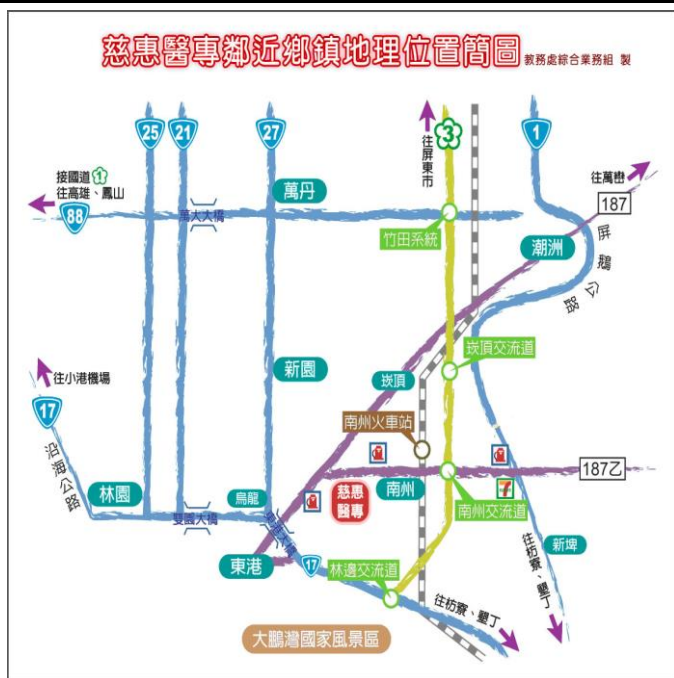 慈惠醫專鄰近鄉鎮地理位置簡圖 教務處綜合業務組 製
25
21
27
往屏東市
3
1
接國道1
往高雄、鳳山
88
萬大大橋
萬丹
竹田系統
往萬巒
187
潮洲
屏鵝公路
往小港機場
17
沿海公路
新園
崁頂
崁頂交流道
南州火車站
187乙
林園
雙園大橋
烏龍
東港大橋
慈惠
醫專
南州
南州交流道
7
東港
17
林邊交流道
新埤
往枋寮、墾丁
往枋寮、墾丁
大鵬灣國家風景區